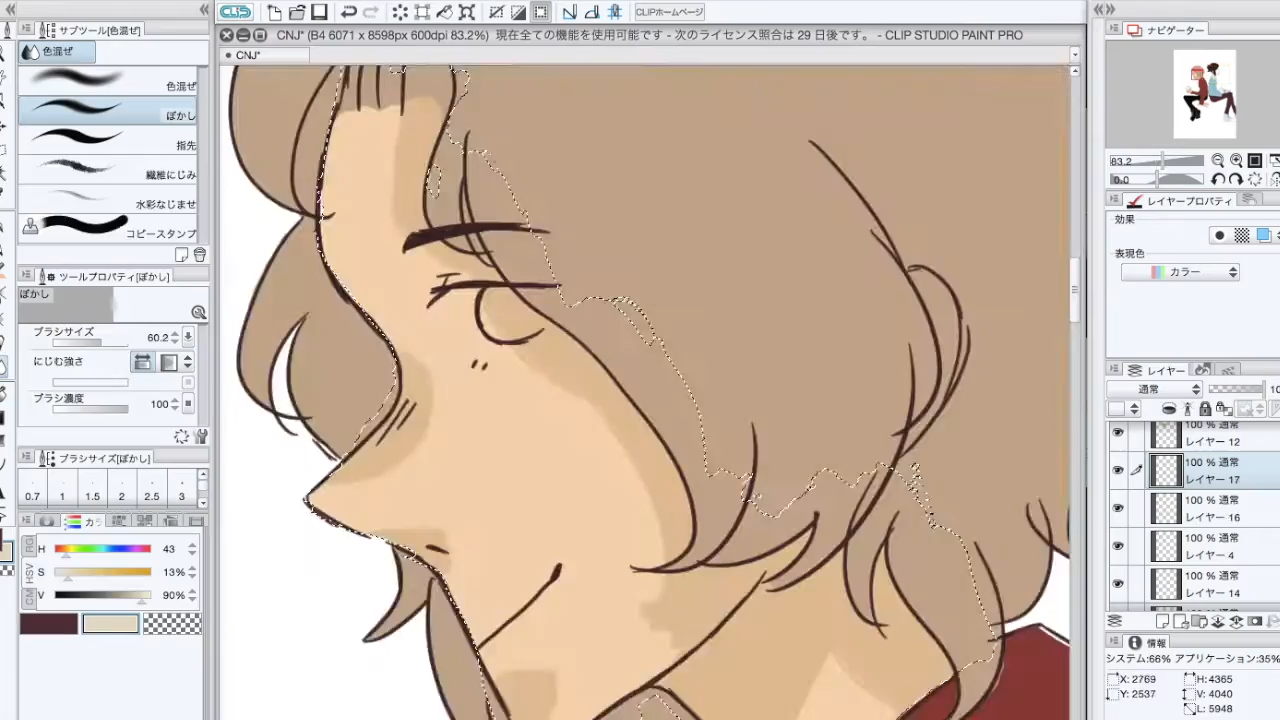 サブツール[色混ぜ]
色混ぜ
色混ぜ
ぼかし
指先
繊維にじみ
水彩なじませ
コピースタンプ
ツールプロパティ[ぼかし]
ぼかし
ブラシサイズ 60.2
にじむ強さ
ブラシ濃度 100
ブラシサイズ[ぼかし]
0.7 1 1.5 2 2.5 3
カラ
H 43
S 13%
V 90%
CLiP
CLIPホームページ
CNJ* (B4 6071 x 8598px
83.2%) 現在全ての機能を使用可能です - 次のライセンス照合は 29 日後です。 - CLIP STUDIO PAINT PRO
CNJ*
ナビゲーター
83.2
0.0
レイヤープロパティ
効果
表現色
カラー
レイヤー
通常
100 % 通常
レイヤー 12
100 % 通常
レイヤー 17
100 % 通常
レイヤー 16
100 % 通常
レイヤー 4
100 % 通常
レイヤー 14
情報
システム:66% アプリケーション:35%
X: 2769 H: 4365
Y: 2537 V: 4040
L: 5948